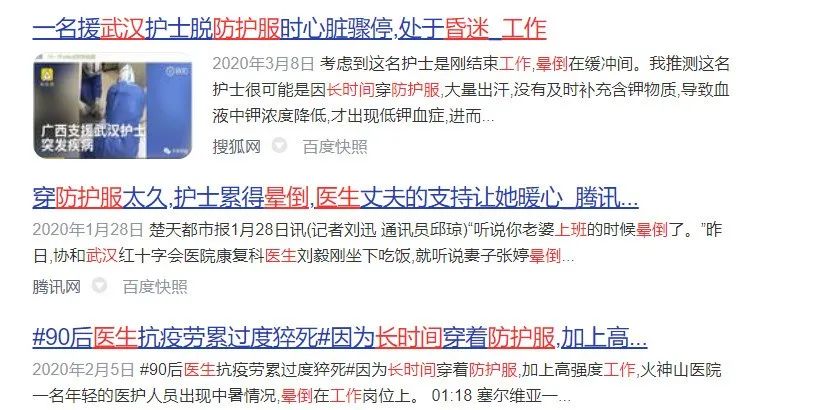 一名援武汉护士脱防护服时心脏骤停,处于昏迷_工作
广西支援武汉护士
突发疾病
2020年3月8日 考虑到这名护士是刚结束工作,晕倒在缓冲间。我推测这名
护士很可能是因长时间穿防护服,大量出汗,没有及时补充含钾物质,导致血
液中钾浓度降低,才出现低钾血症,进而...
搜狐网 百度快照
穿防护服太久,护士累得晕倒,医生丈夫的支持让她暖心_腾讯...
2020年1月28日 楚天都市报1月28日讯(记者刘迅 通讯员邱琼)“听说你老婆上班的时候晕倒了。”昨
日,协和武汉红十字会医院康复科医生刘毅刚坐下吃饭,就听说妻子张婷晕倒...
腾讯网 百度快照
#90后医生抗疫劳累过度猝死#因为长时间穿着防护服,加上高...
2020年2月5日 #90后医生抗疫劳累过度猝死#因为长时间穿着防护服,加上高强度工作,火神山医院
一名年轻的医护人员出现中暑情况,晕倒在工作岗位上。 01:18 塞尔维亚一...